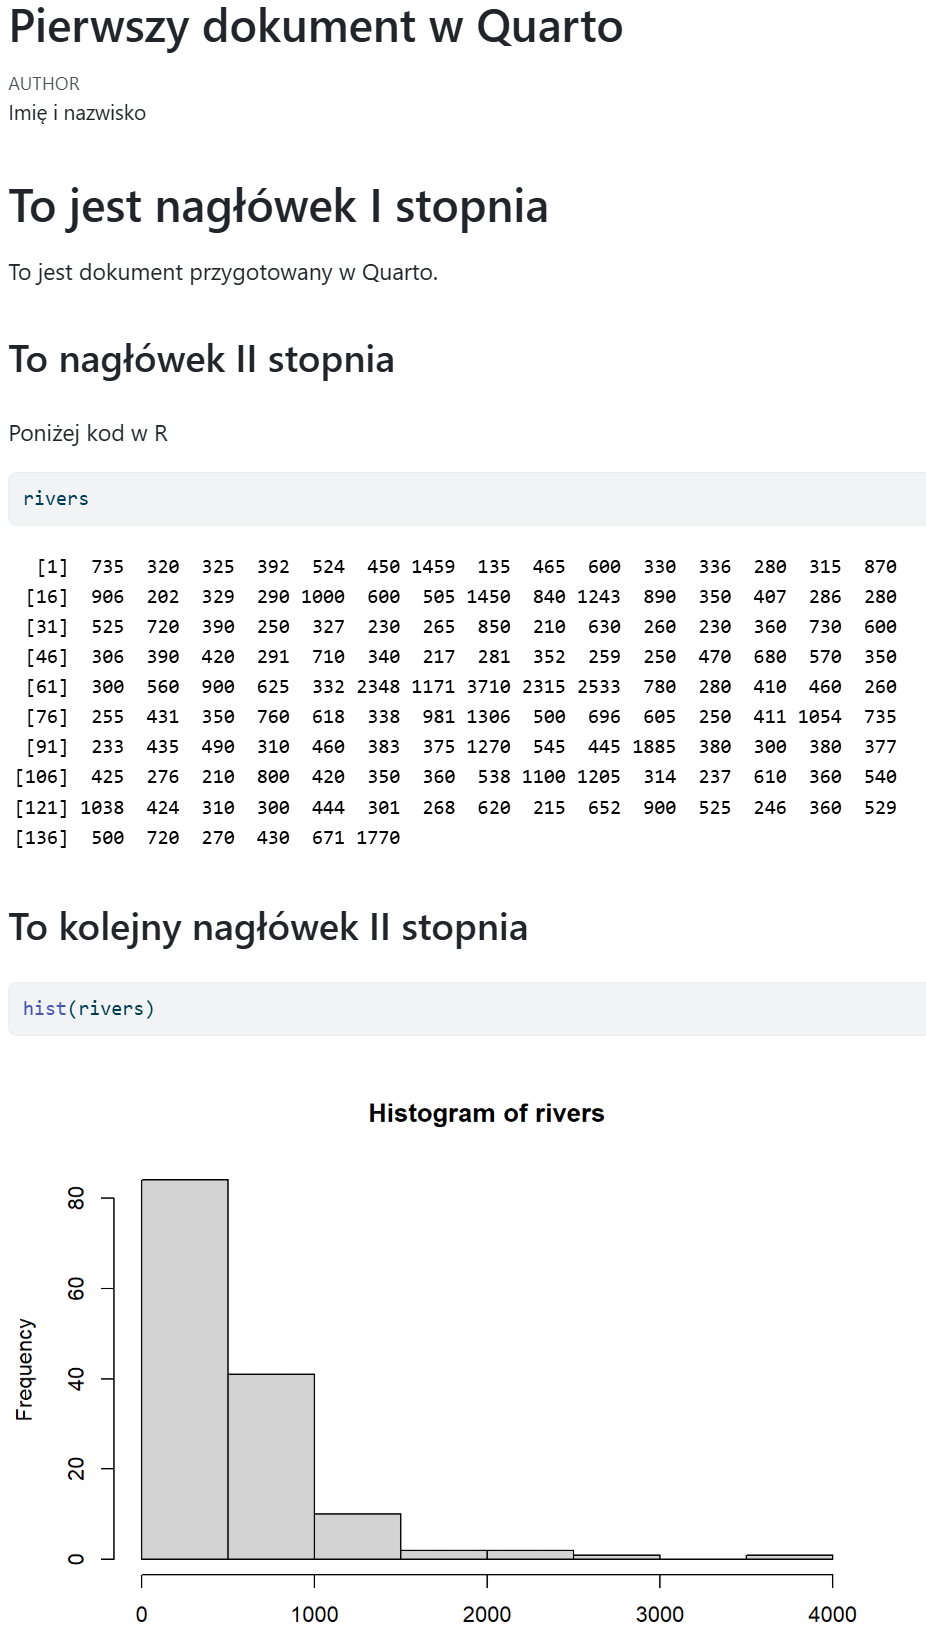 Pierwszy dokument w Quarto
AUTHOR
Imię i nazwisko
To jest nagłówek I stopnia
To jest dokument przygotowany w Quarto.
To nagłówek II stopnia
Poniżej kod w R
rivers
[1] 735 320 325 392 524 450 1459 135 465 600 330 336 280 315 870
[16] 906 202 329 290 1000 600 505 1450 840 1243 890 350 407 286 280
[31] 525 720 390 250 327 230 265 850 210 630 260 230 360 730 600
[46] 306 390 420 291 710 340 217 281 352 259 250 470 680 570 350
[61] 300 560 900 625 332 2348 1171 3710 2315 2533 780 280 410 460 260
[76] 255 431 350 760 618 338 981 1306 500 696 605 250 411 1054 735
[91] 233 435 490 310 460 383 375 1270 545 445 1885 380 300 380 377
[106] 425 276 210 800 420 350 360 538 1100 1205 314 237 610 360 540
[121] 1038 424 310 300 444 301 268 620 215 652 900 525 246 360 529
[136] 500 720 270 430 671 1770
To kolejny nagłówek II stopnia
hist(rivers)
Histogram of rivers
80
60
40
20
0
Frequency
0 1000 2000 3000 4000